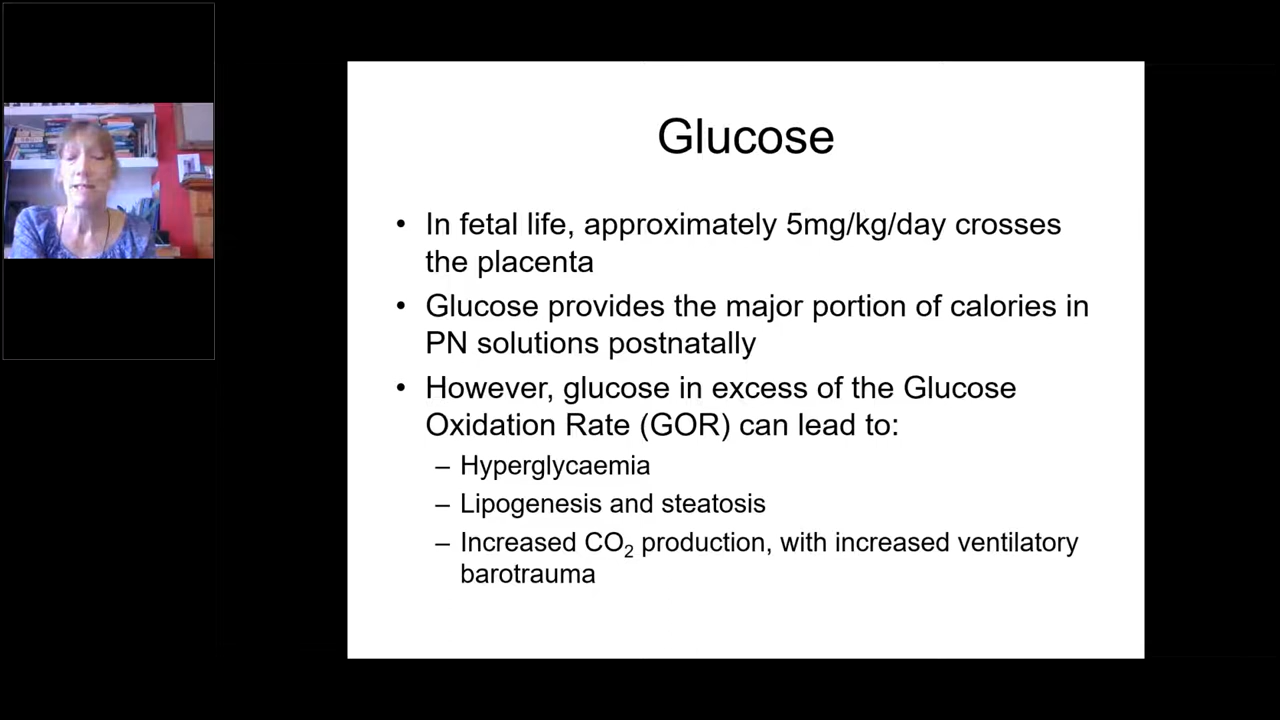 Glucose
• In fetal life, approximately 5mg/kg/day crosses
the placenta
• Glucose provides the major portion of calories in
PN solutions postnatally
• However, glucose in excess of the Glucose
Oxidation Rate (GOR) can lead to:
– Hyperglycaemia
– Lipogenesis and steatosis
– Increased CO₂ production, with increased ventilatory
barotrauma